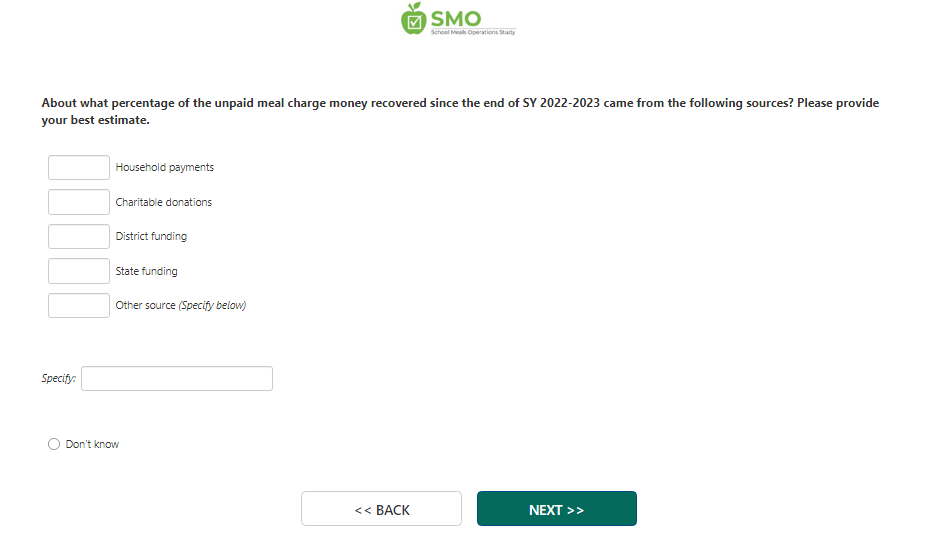 SMO
School Meals Operations Study
About what percentage of the unpaid meal charge money recovered since the end of SY 2022-2023 came from the following sources? Please provide
your best estimate.
Household payments
Charitable donations
District funding
State funding
Other source (Specify below)
Specify:
Don't know
<< BACK
NEXT >>